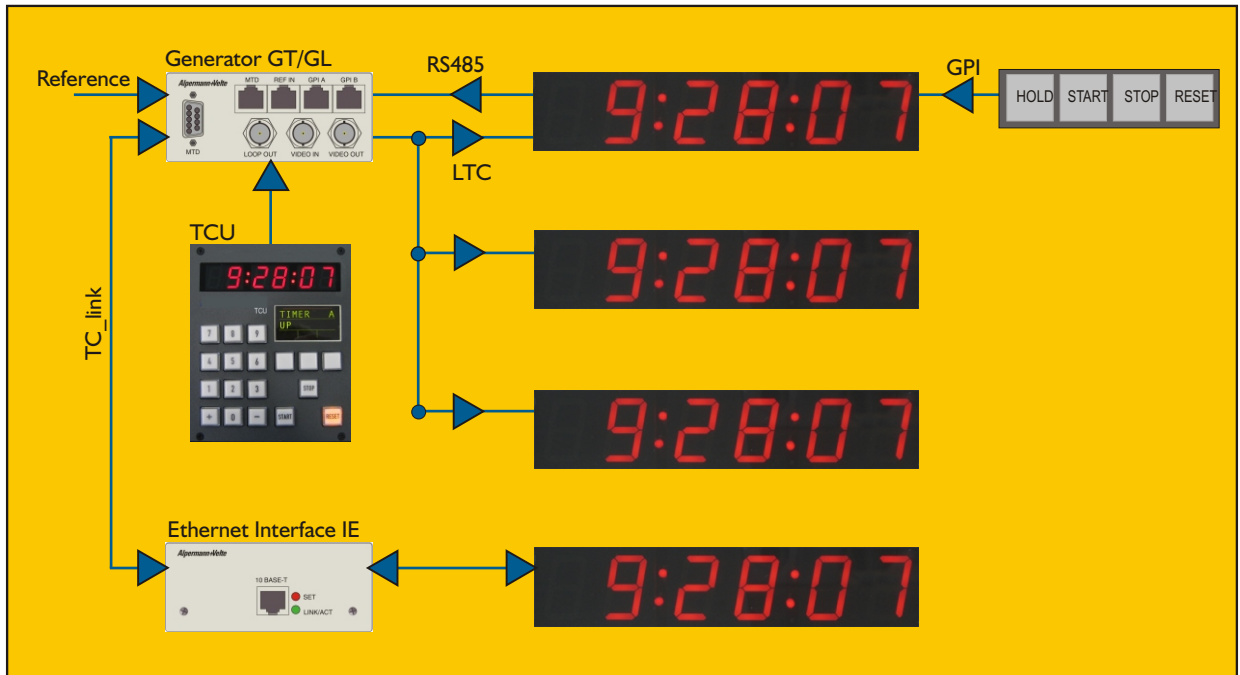 Generator GT/GL
Reference
Alpermann+Velte
MTD REF IN GPI A GPI B
MTD
LOOP OUT VIDEO IN VIDEO OUT
RS485
9:28:07
GPI
HOLD START STOP RESET
LTC
TCU
9:28:07
TCU
TIMER A
UP
7 8 9
4 5 6
1 2 3 STOP
+ 0 - START RESET
9:28:07
TC_link
9:28:07
Ethernet Interface IE
Alpermann+Velte
10 BASE-T
SET
LINK/ACT
9:28:07